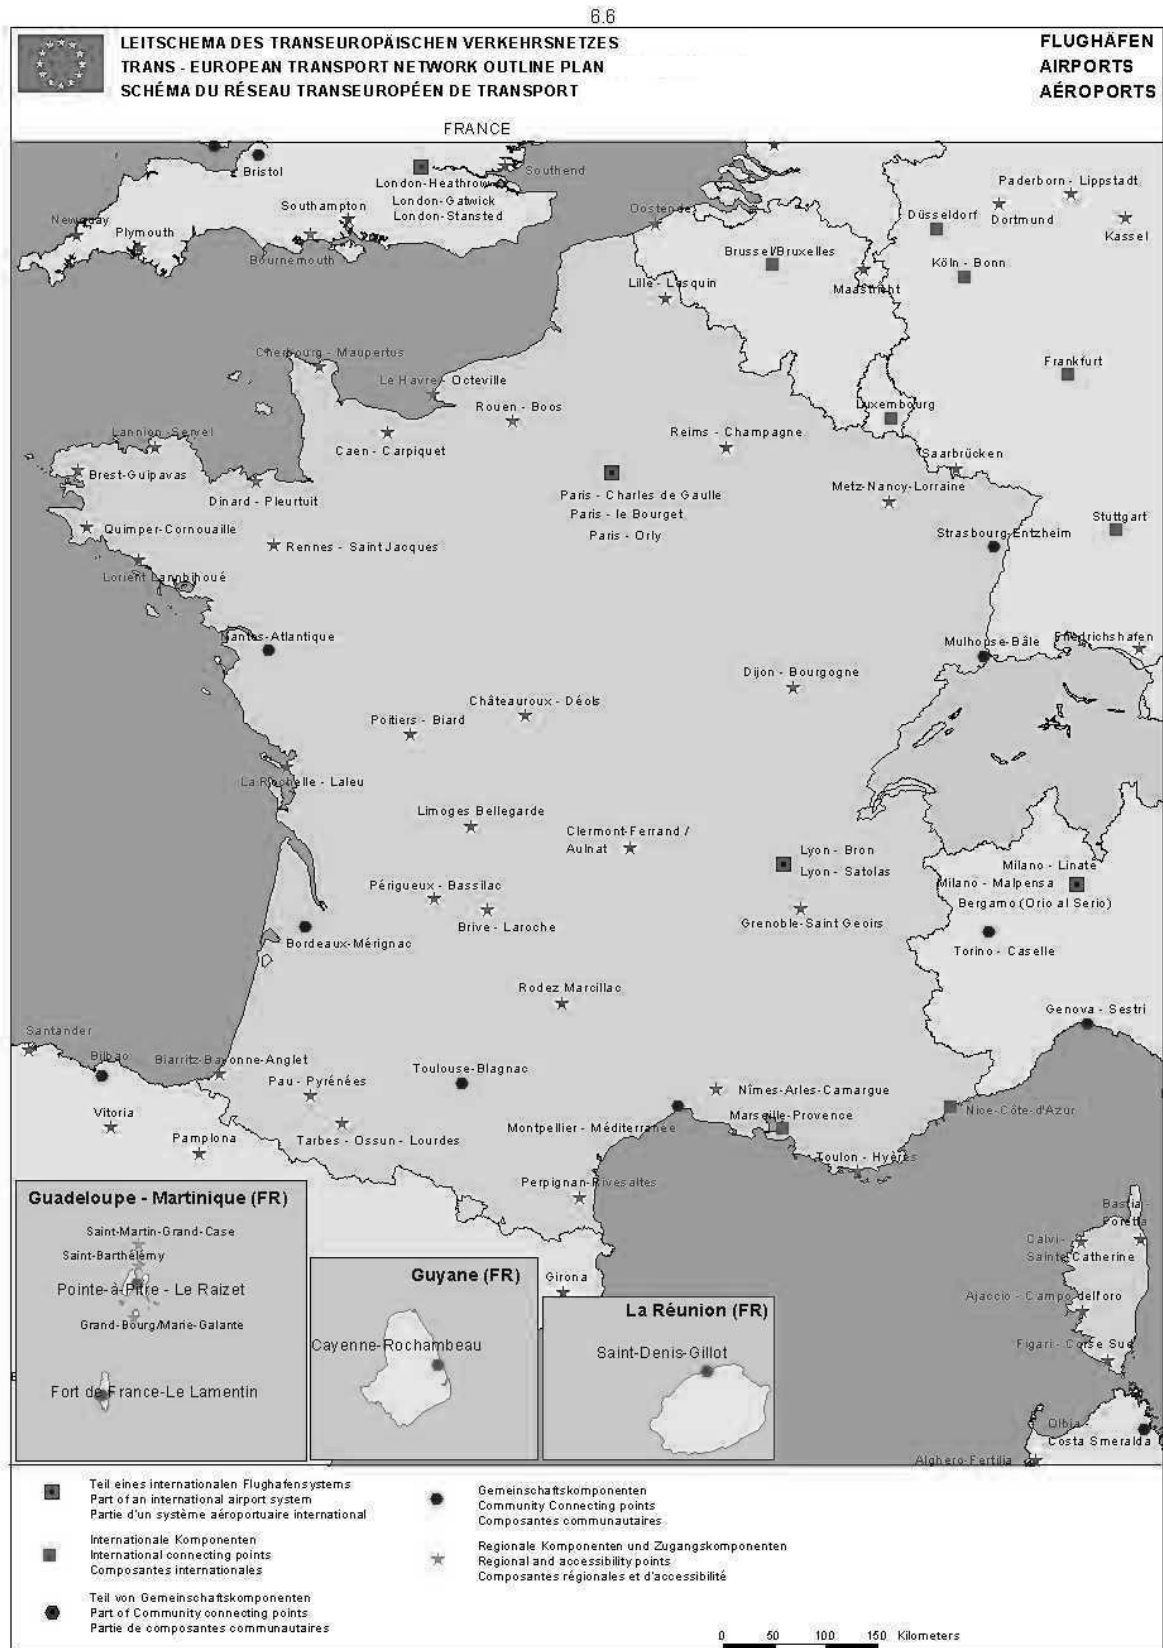 6.6
LEITSCHEMA DES TRANSEUROPÄISCHEN VERKEHRSNETZES
TRANS - EUROPEAN TRANSPORT NETWORK OUTLINE PLAN
SCHÉMA DU RÉSEAU TRANSEUROPÉEN DE TRANSPORT
FLUGHÄFEN
AIRPORTS
AÉROPORTS
FRANCE
Bristol
London-Heathrow
London-Gatwick
London-Stansted
Southend
Southampton
Newquay
Plymouth
Bournemouth
Oostende
Brussel/Bruxelles
Maastricht
Düsseldorf
Paderborn - Lippstadt
Dortmund
Kassel
Köln - Bonn
Lille - Lesquin
Frankfurt
Cherbourg - Maupertus
Le Havre - Octeville
Rouen - Boos
Caen - Carpiquet
Luxembourg
Reims - Champagne
Saarbrücken
Lannion-Servel
Brest-Guipavas
Dinard - Pleurtuit
Paris - Charles de Gaulle
Paris - le Bourget
Paris - Orly
Metz-Nancy-Lorraine
Stuttgart
Strasbourg-Entzheim
Quimper-Cornouaille
Rennes - Saint Jacques
Lorient Lannbihoué
Nantes-Atlantique
Mulhouse-Bâle
Friedrichshafen
Dijon - Bourgogne
Châteauroux - Déols
Poitiers - Biard
La Rochelle - Laleu
Limoges Bellegarde
Clermont-Ferrand /
Aulnat
Lyon - Bron
Lyon - Satolas
Milano - Linate
Milano - Malpensa
Bergamo (Orio al Serio)
Périgueux - Bassilac
Brive - Laroche
Grenoble-Saint Geoirs
Bordeaux-Mérignac
Torino - Caselle
Rodez Marcillac
Genova - Sestri
Santander
Bilbao
Biarritz-Bayonne-Anglet
Pau - Pyrénées
Toulouse-Blagnac
Nîmes-Arles-Camargue
Nice-Côte-d'Azur
Vitoria
Marseille-Provence
Montpellier - Méditerranée
Tarbes - Ossun - Lourdes
Pamplona
Toulon - Hyères
Perpignan-Rivesaltes
Girona
Bastia -
Poretta
Calvi -
Sainte Catherine
Ajaccio - Campo dell'oro
Figari - Corse Sud
Olbia -
Costa Smeralda
Alghero-Fertilia
Guadeloupe - Martinique (FR)
Saint-Martin-Grand-Case
Saint-Barthélémy
Pointe-à-Pitre - Le Raizet
Grand-Bourg/Marie-Galante
Fort de France-Le Lamentin
Guyane (FR)
Cayenne-Rochambeau
La Réunion (FR)
Saint-Denis-Gillot
Teil eines internationalen Flughafensystems
Part of an international airport system
Partie d'un système aéroportuaire international
Internationale Komponenten
International connecting points
Composantes internationales
Teil von Gemeinschaftskomponenten
Part of Community connecting points
Partie de composantes communautaires
Gemeinschaftskomponenten
Community Connecting points
Composantes communautaires
Regionale Komponenten und Zugangskomponenten
Regional and accessibility points
Composantes régionales et d'accessibilité
0 50 100 150 Kilometers